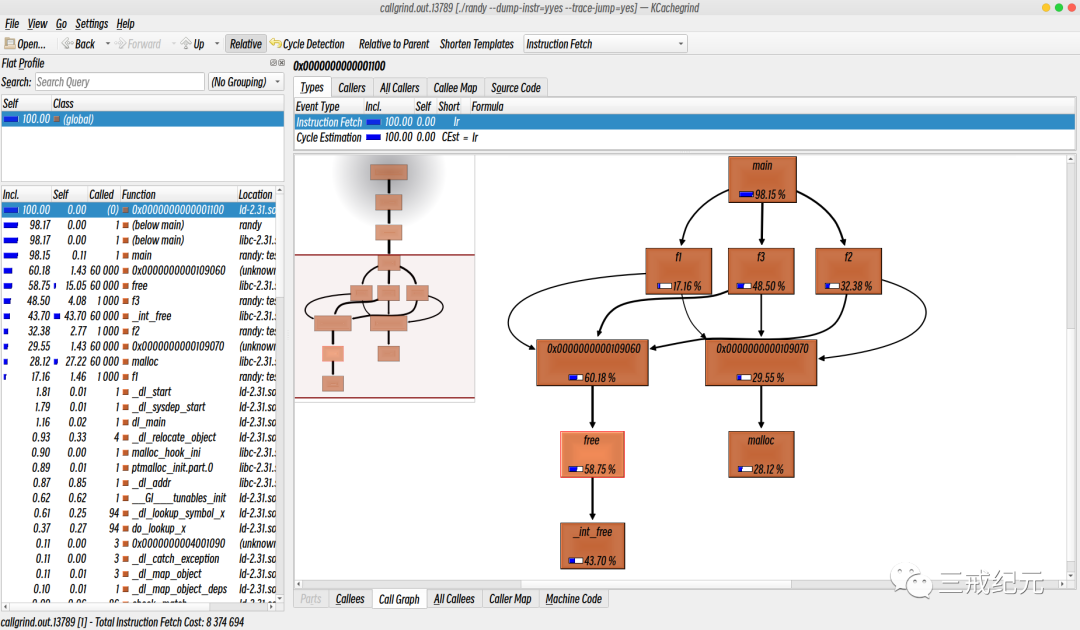 callgrind.out.13789 [./randy --dump-instr=yyes --trace-jump=yes] — KCachegrind
File View Go Settings Help
Open... Back Forward Up Relative Cycle Detection Relative to Parent Shorten Templates Instruction Fetch
Flat Profile
Search: Search Query (No Grouping)
Self Class
100.00 (global)
Incl. Self Called Function Location
100.00 0.00 (0) 0x0000000000001100 ld-2.31.so
98.17 0.00 1 (below main) randy
98.17 0.00 1 (below main) libc-2.31.
98.15 0.11 1 main randy: tes
60.18 1.43 60 000 0x0000000000109060 (unknown
58.75 15.05 60 000 free libc-2.31.
48.50 4.08 1 000 f3 randy: tes
43.70 43.70 60 000 _int_free libc-2.31.
32.38 2.77 1 000 f2 randy: tes
29.55 1.43 60 000 0x0000000000109070 (unknown
28.12 27.22 60 000 malloc libc-2.31.
17.16 1.46 1 000 f1 randy: tes
1.81 0.01 1 _dl_start ld-2.31.so
1.79 0.01 1 _dl_sysdep_start ld-2.31.so
1.16 0.02 1 dl_main ld-2.31.so
0.93 0.33 4 _dl_relocate_object ld-2.31.so
0.90 0.00 1 malloc_hook_ini libc-2.31.
0.89 0.01 1 ptmalloc_init.part.0 libc-2.31.
0.87 0.85 1 _dl_addr libc-2.31.
0.62 0.62 1 __GI___tunables_init ld-2.31.so
0.61 0.25 94 _dl_lookup_symbol_x ld-2.31.so
0.37 0.27 94 do_lookup_x ld-2.31.so
0.11 0.00 3 0x0000000004001090 (unknown
0.11 0.00 3 _dl_catch_exception ld-2.31.so
0.11 0.01 3 _dl_map_object ld-2.31.so
0.10 0.01 1 _dl_map_object_deps ld-2.31.so
0x0000000000001100
Types Callers All Callers Callee Map Source Code
Event Type Incl. Self Short Formula
Instruction Fetch 100.00 0.00 Ir
Cycle Estimation 100.00 0.00 CEst = Ir
main
98.15 %
f1 f3 f2
17.16 % 48.50 % 32.38 %
0x0000000000109060 0x0000000000109070
60.18 % 29.55 %
free malloc
58.75 % 28.12 %
_int_free
43.70 %
三戒纪元
Parts Callees Call Graph All Callees Caller Map Machine Code
callgrind.out.13789 [1] - Total Instruction Fetch Cost: 8 374 694